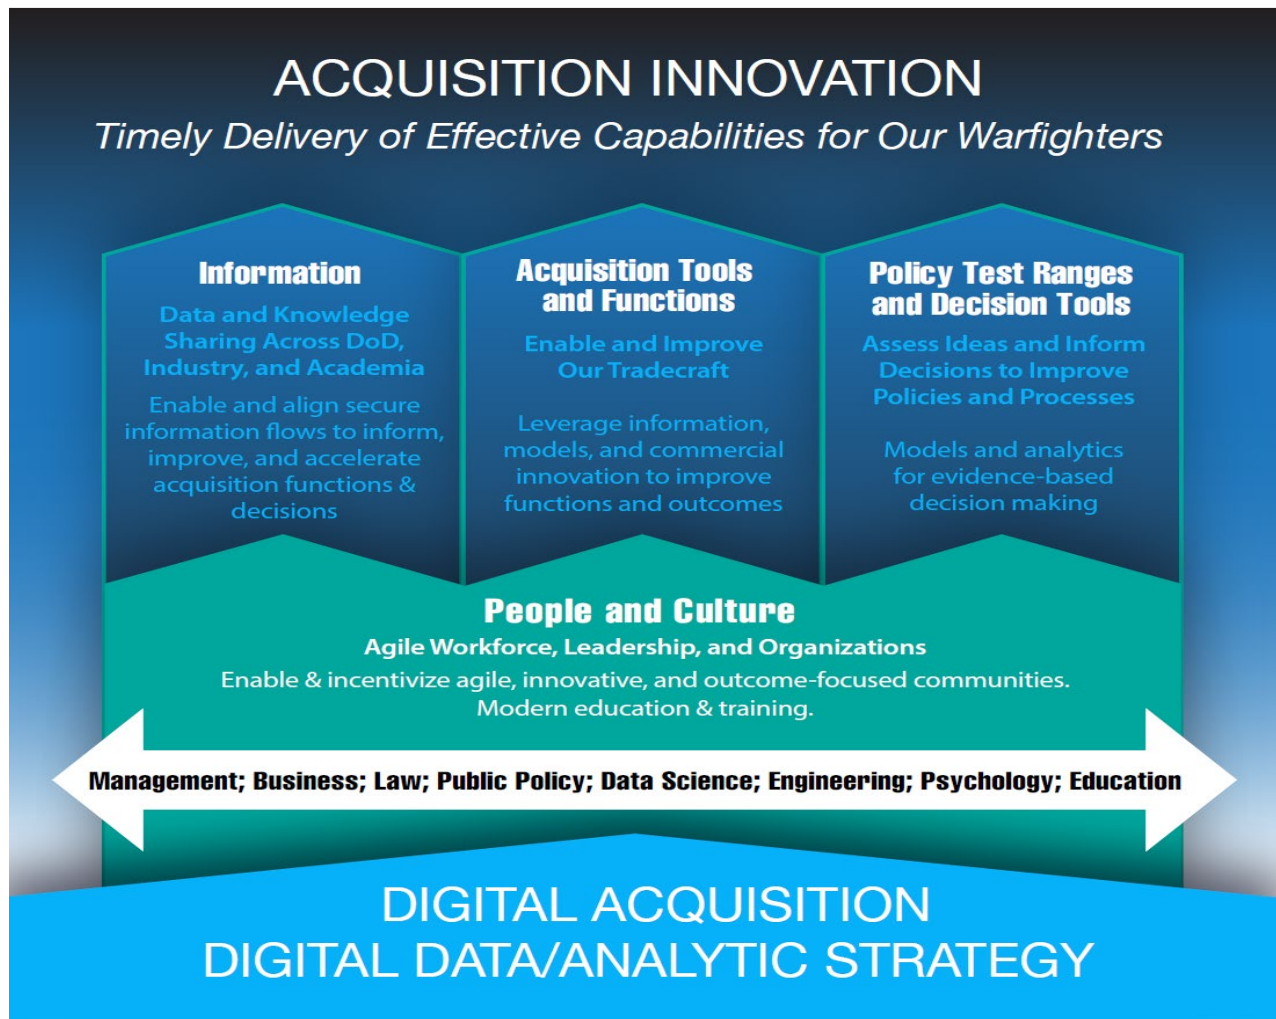 ACQUISITION INNOVATION
Timely Delivery of Effective Capabilities for Our Warfighters
Information
Data and Knowledge
Sharing Across DoD,
Industry, and Academia
Enable and align secure
information flows to inform,
improve, and accelerate
acquisition functions &
decisions
Acquisition Tools
and Functions
Enable and Improve
Our Tradecraft
Leverage information,
models, and commercial
innovation to improve
functions and outcomes
Policy Test Ranges
and Decision Tools
Assess Ideas and Inform
Decisions to Improve
Policies and Processes
Models and analytics
for evidence-based
decision making
People and Culture
Agile Workforce, Leadership, and Organizations
Enable & incentivize agile, innovative, and outcome-focused communities.
Modern education & training.
Management; Business; Law; Public Policy; Data Science; Engineering; Psychology; Education
DIGITAL ACQUISITION
DIGITAL DATA/ANALYTIC STRATEGY